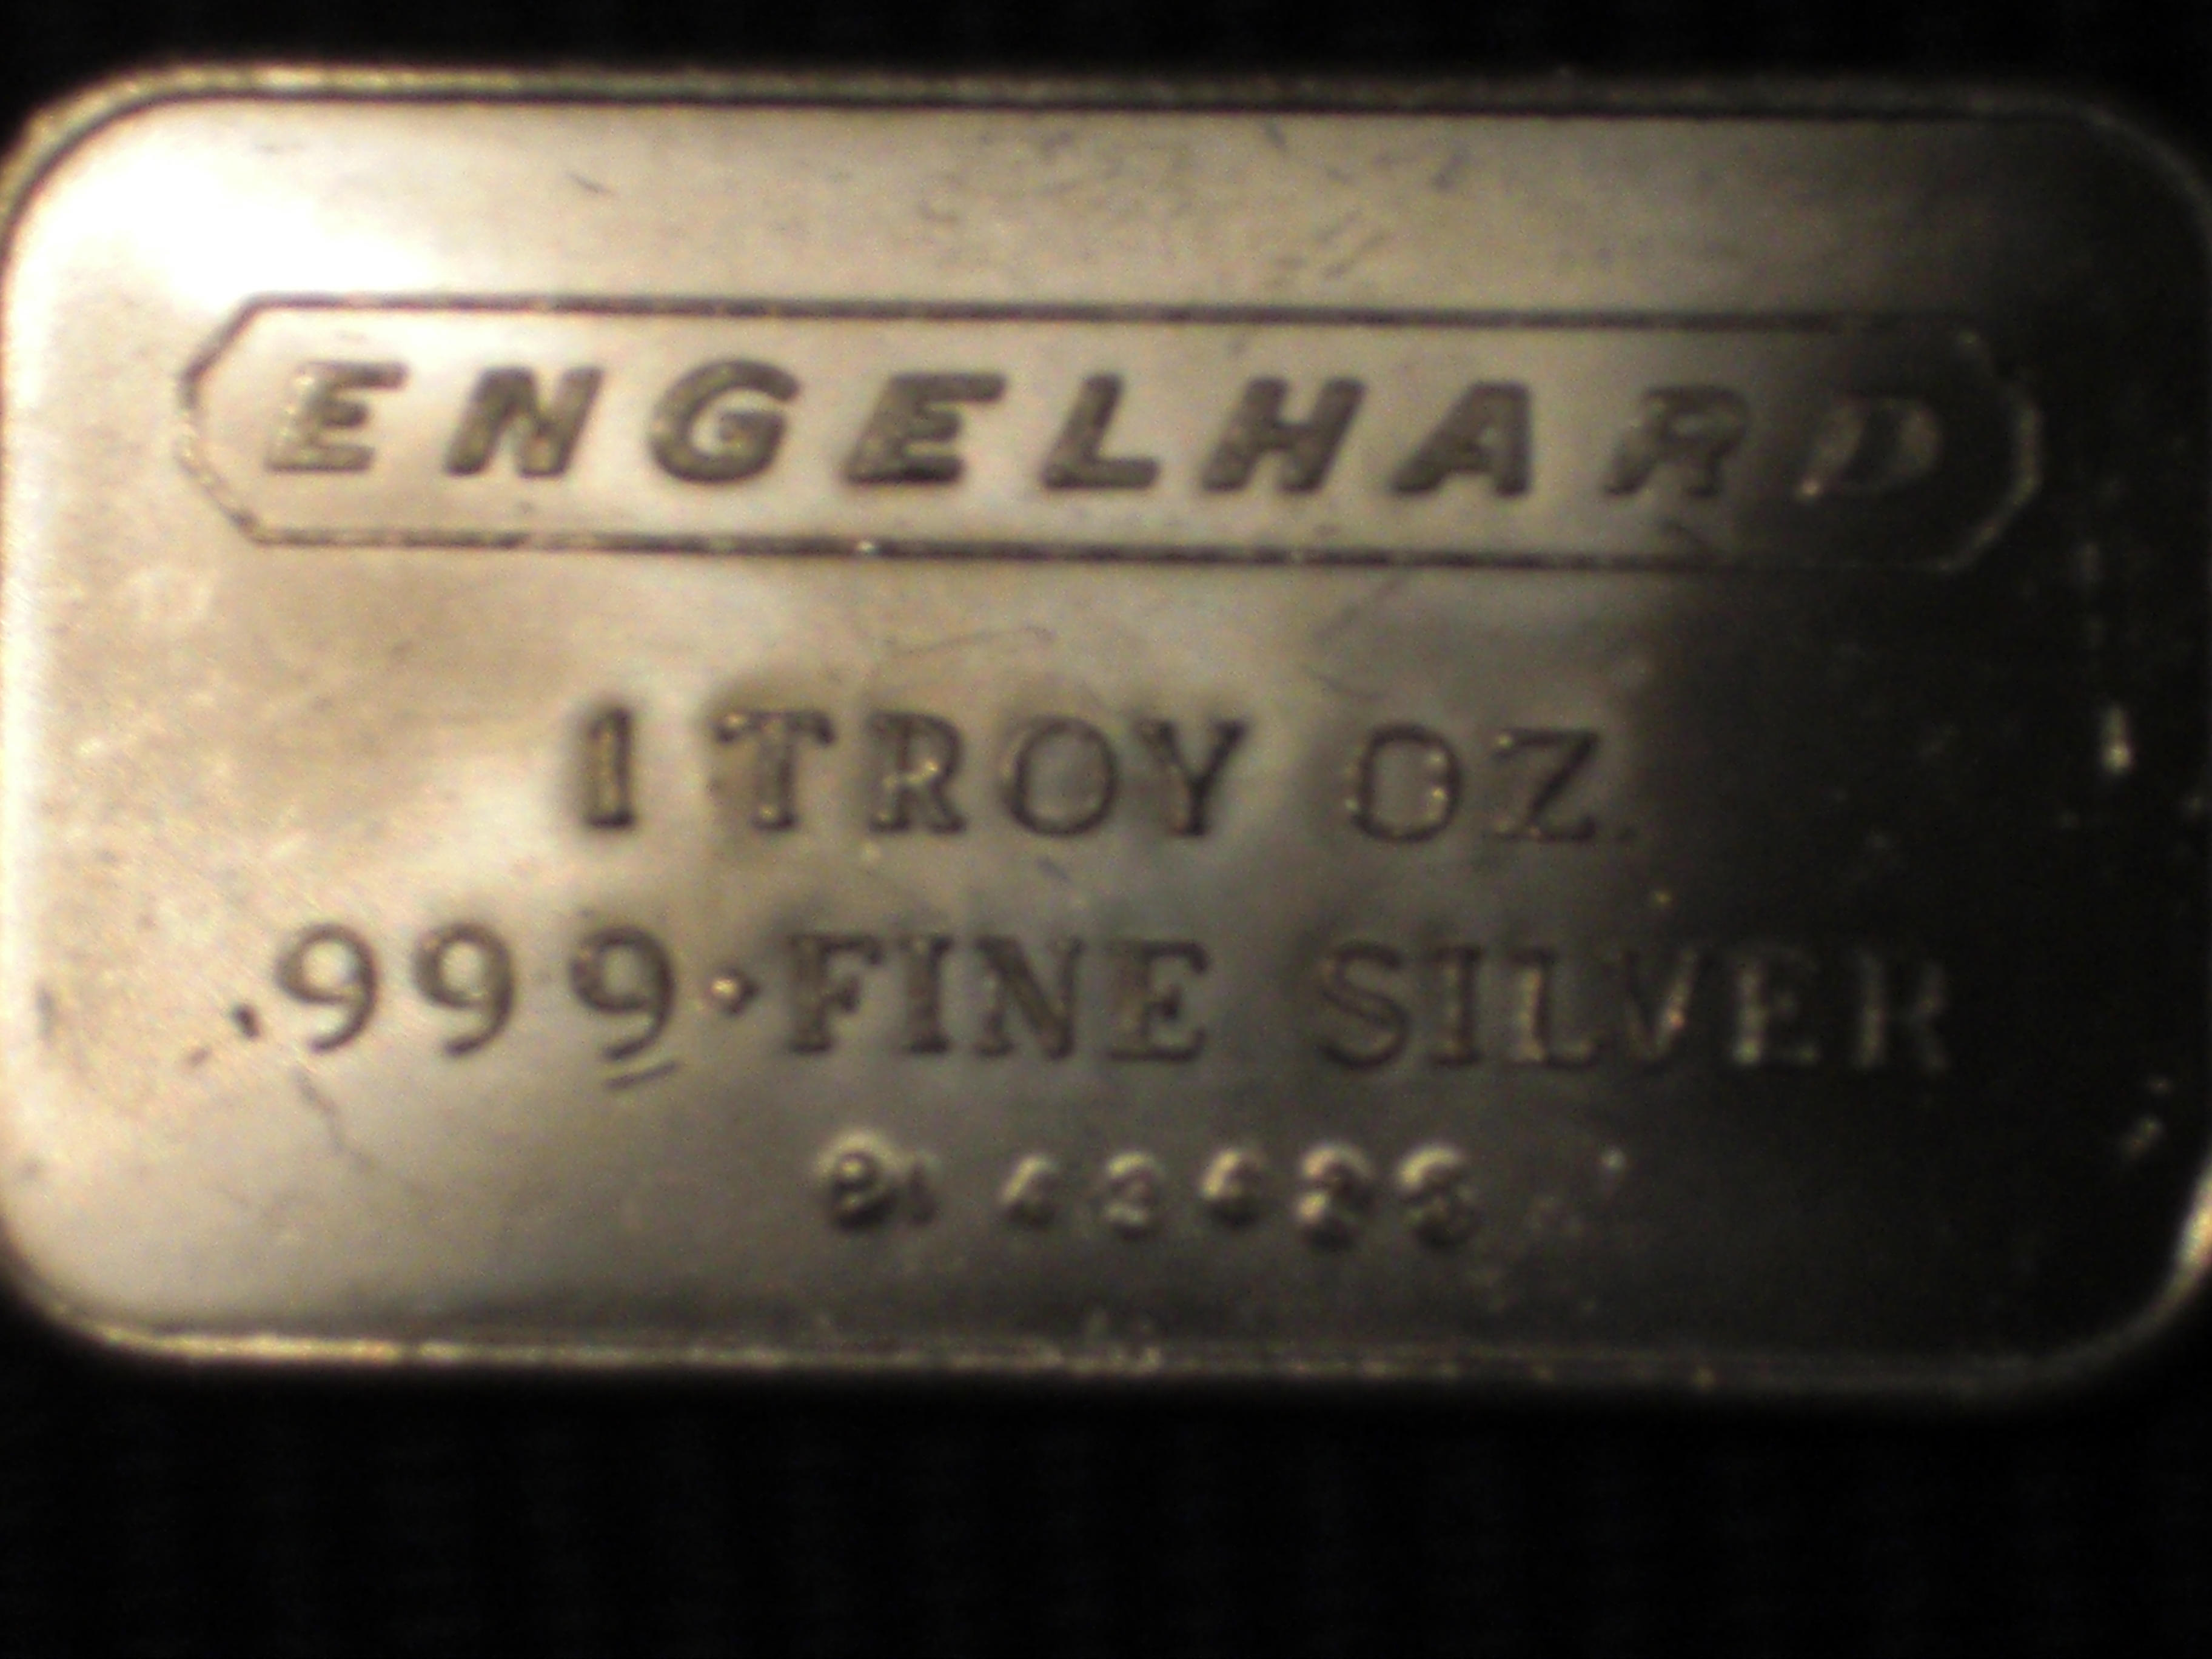 ENGELHARD
1 TROY OZ.
.999·FINE SILVER